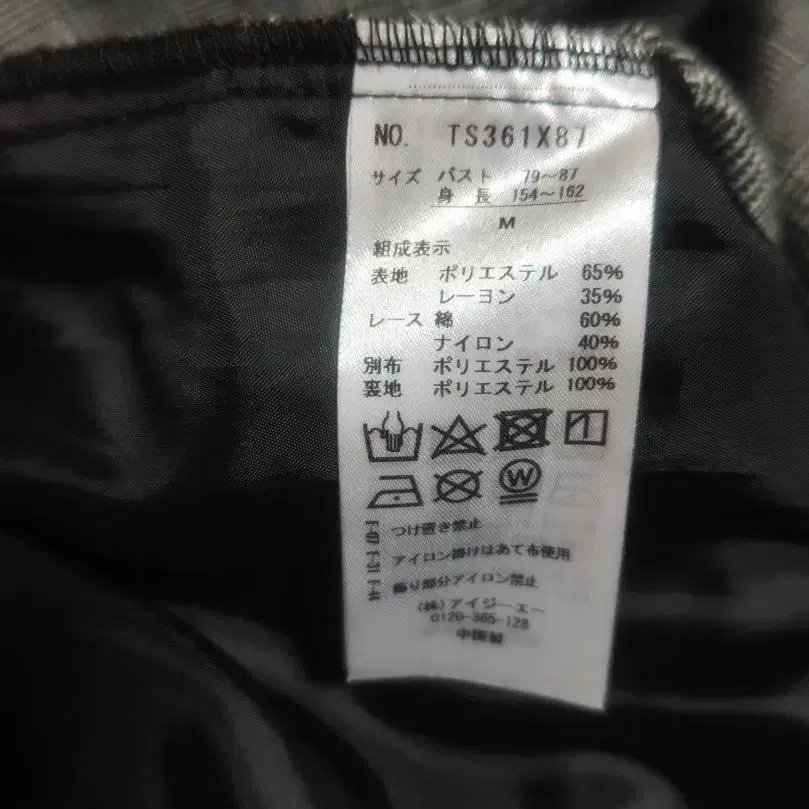 NO. TS361X87
サイズ バスト 79〜87
身 長 154〜162
M
組成表示
表地 ポリエステル 65%
レーヨン 35%
レース 綿 60%
ナイロン 40%
別布 ポリエステル 100%
裏地 ポリエステル 100%
W
つけ置き禁止
アイロン掛けはあて布使用
飾り部分アイロン禁止
(株)アイジーエー
0120-365-128
中国製